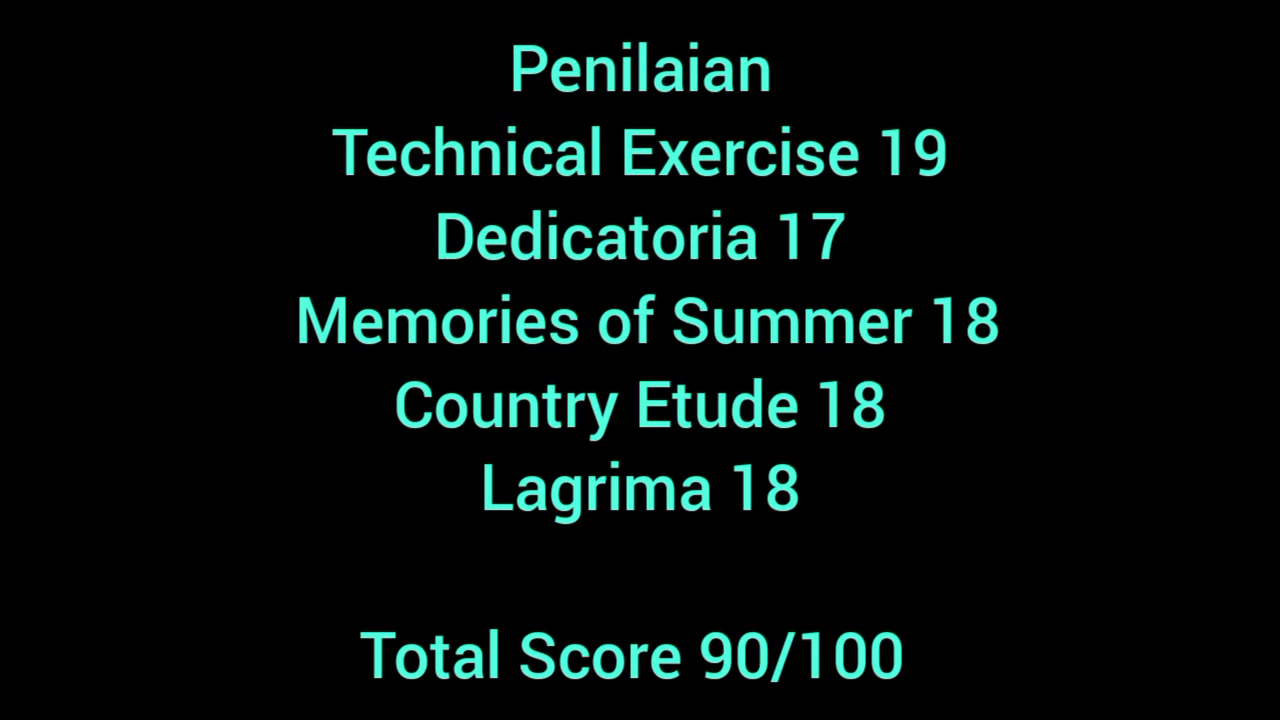 Penilaian
Technical Exercise 19
Dedicatoria 17
Memories of Summer 18
Country Etude 18
Lagrima 18
Total Score 90/100